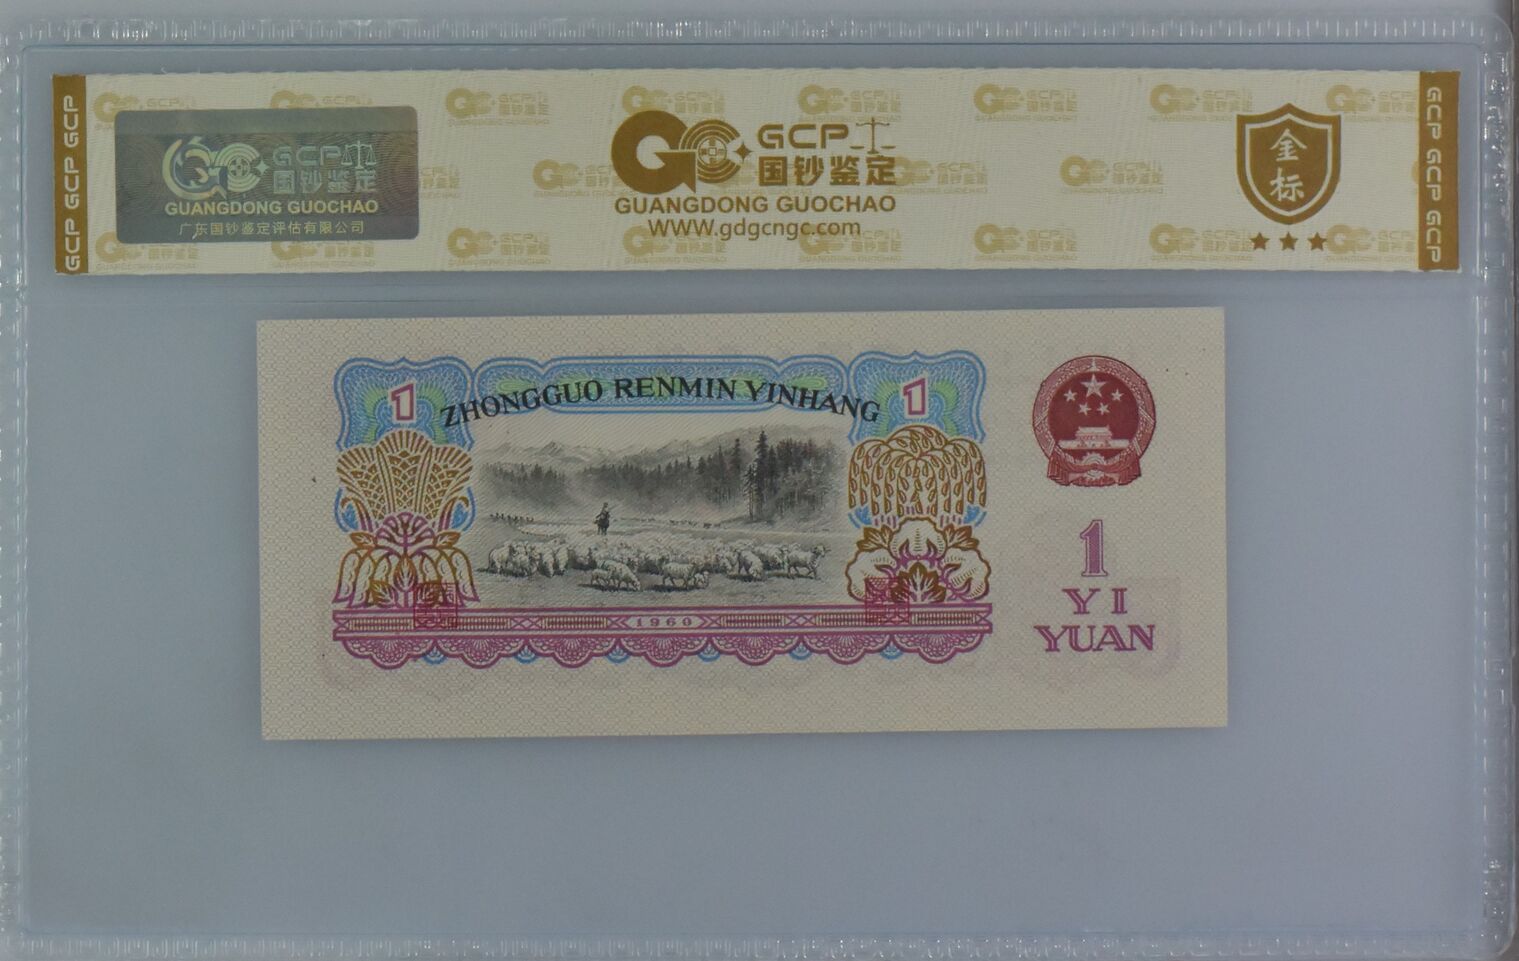 GCP GCP GCP
GCP
国钞鉴定
GUANGDONG GUOCHAO
广东国钞鉴定评估有限公司
GCP
国钞鉴定
GUANGDONG GUOCHAO
WWW.gdgcngc.com
金
标
GCP GCP GCP
1
ZHONGGUO RENMIN YINHANG
1
1960
1
YI
YUAN